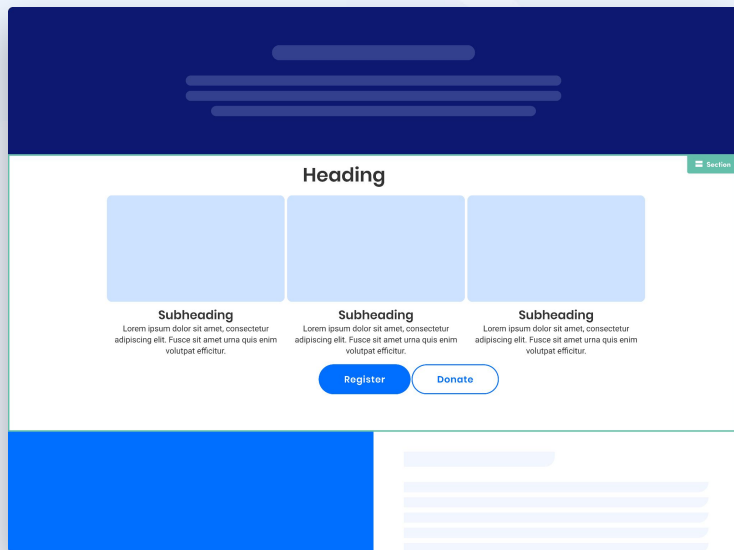 Section
Heading
Subheading
Lorem ipsum dolor sit amet, consectetur
adipiscing elit. Fusce sit amet urna quis enim
volutpat efficitur.
Subheading
Lorem ipsum dolor sit amet, consectetur
adipiscing elit. Fusce sit amet urna quis enim
volutpat efficitur.
Subheading
Lorem ipsum dolor sit amet, consectetur
adipiscing elit. Fusce sit amet urna quis enim
volutpat efficitur.
Register
Donate